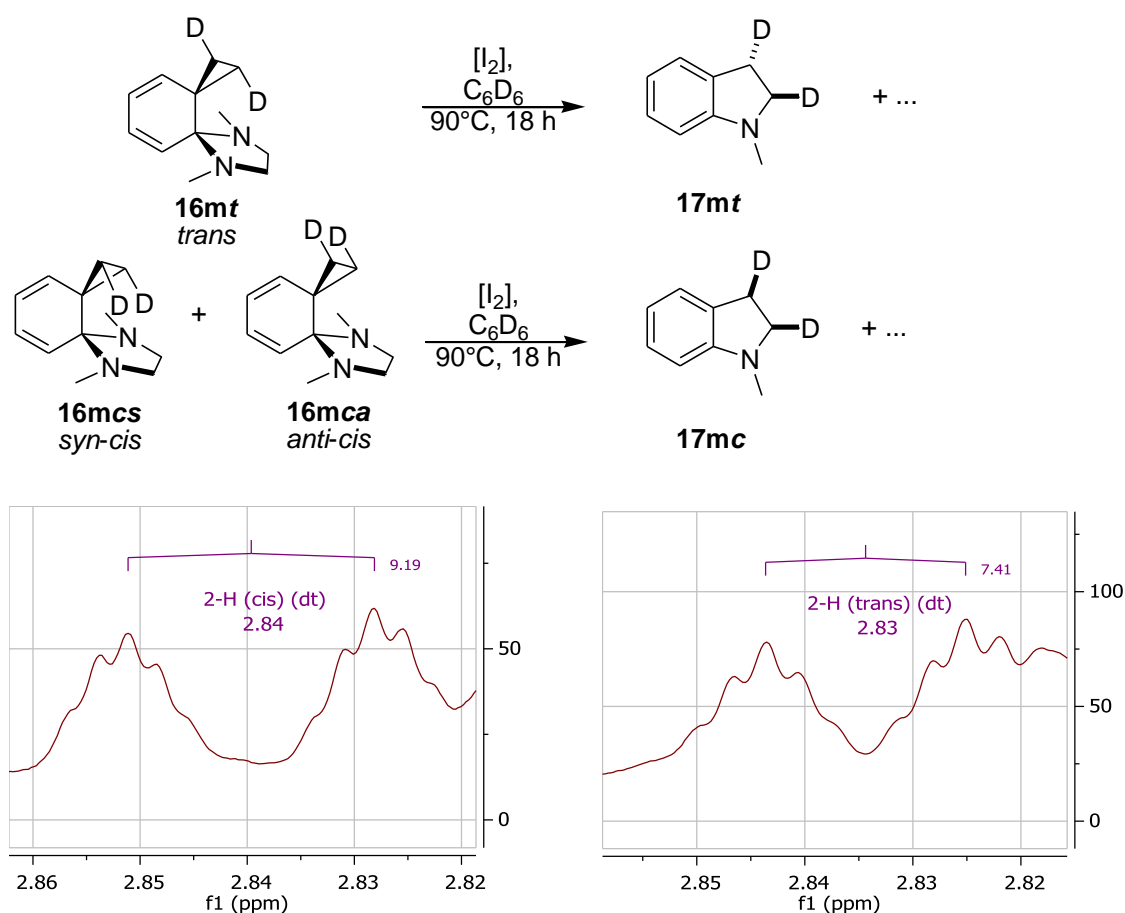 D
D
N
N
16mt
trans
[I₂],
C₆D₆
90°C, 18 h
D
D
N
17mt
+ ...
D
D
N
N
16mcs
syn-cis
+
D
D
N
N
16mca
anti-cis
[I₂],
C₆D₆
90°C, 18 h
D
D
N
17mc
+ ...
9.19
2-H (cis) (dt)
2.84
50
0
2.86 2.85 2.84 2.83 2.82
f1 (ppm)
7.41
2-H (trans) (dt)
2.83
100
50
0
2.85 2.84 2.83 2.82
f1 (ppm)